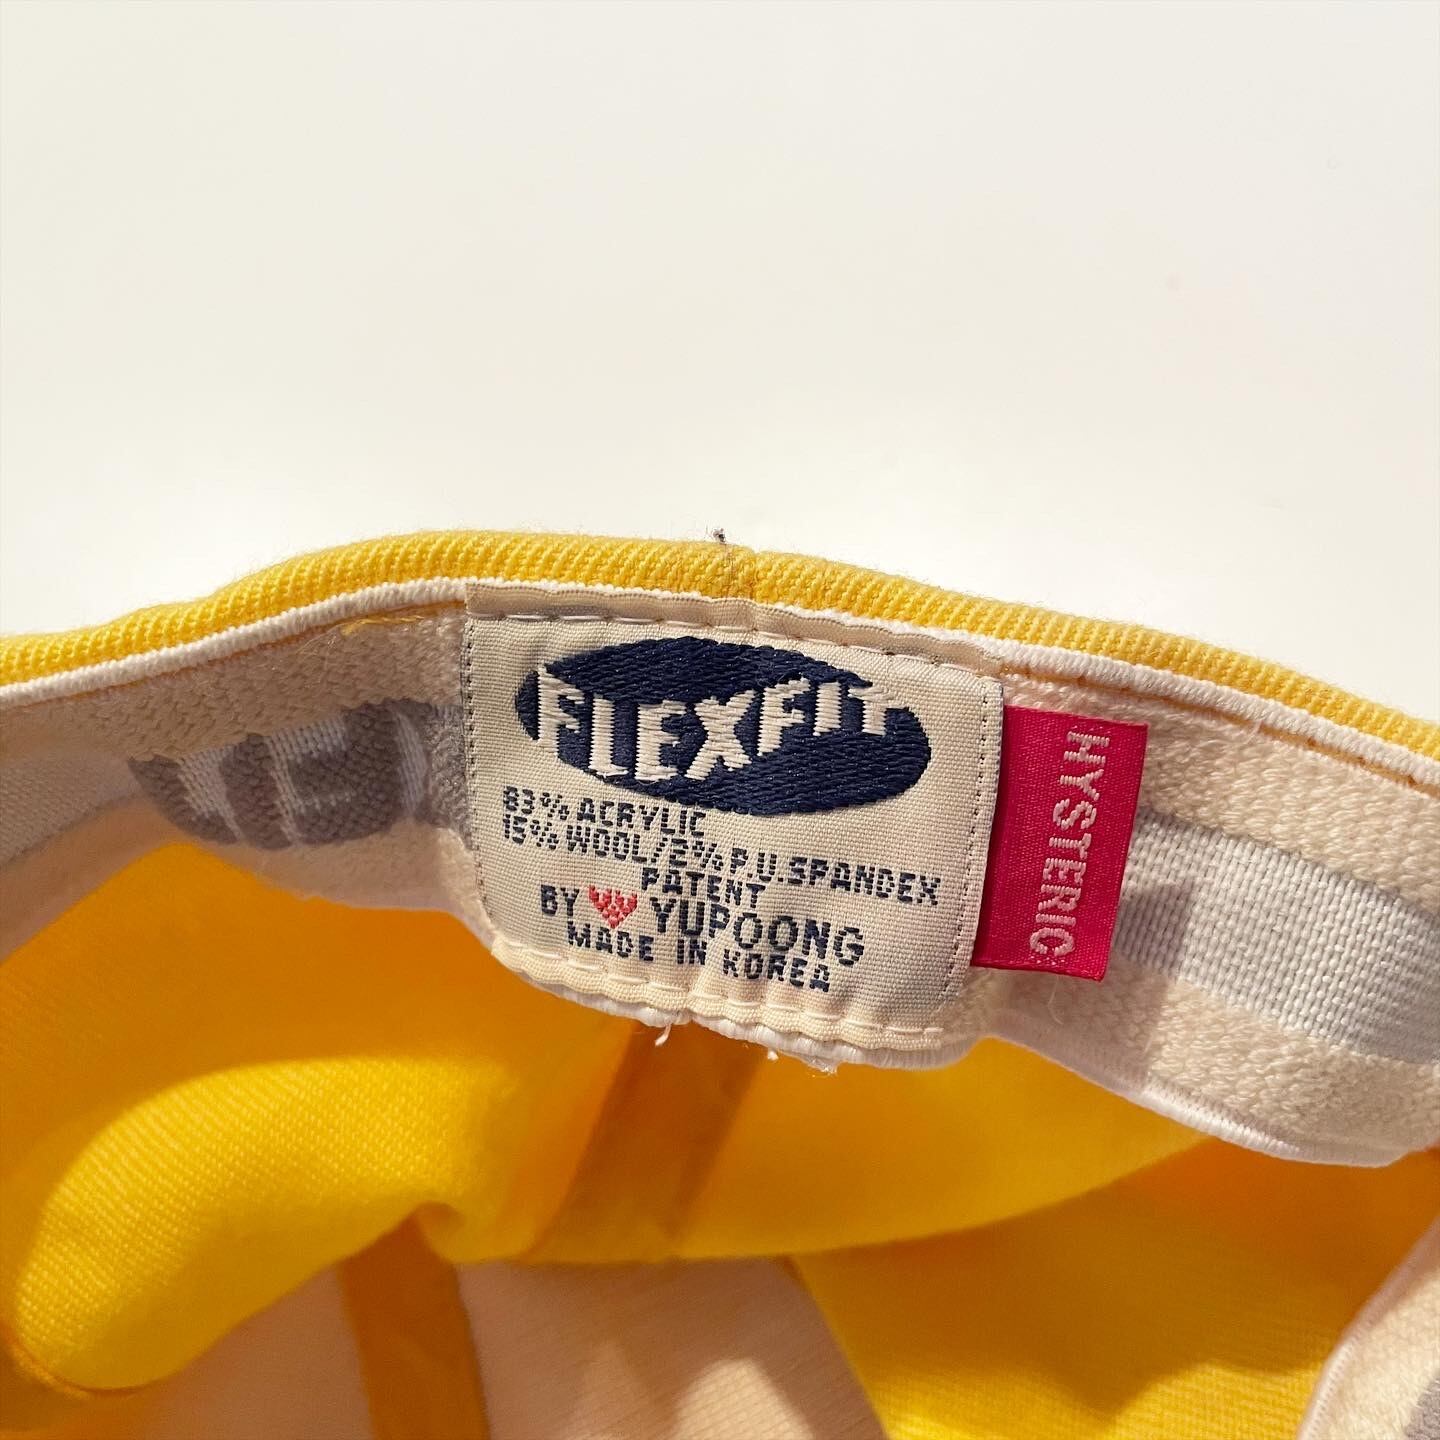 FLEXFIT
83% ACRYLIC
15% WOOL/2% P.U.SPANDEX
PATENT
BY YUPOONG
MADE IN KOREA
HYSTERIC